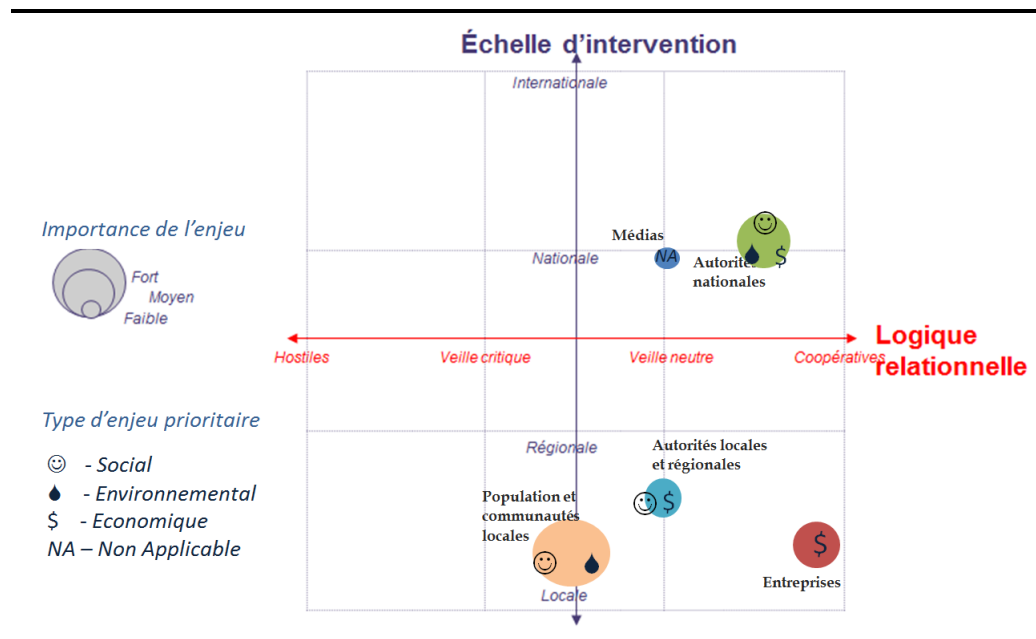 Échelle d'intervention
Internationale
Importance de l'enjeu
Fort
Moyen
Faible
Médias
Nationale
NA
Autorités
nationales
$
Hostiles
Veille critique
Veille neutre
Coopératives
Logique
relationnelle
Type d'enjeu prioritaire
- Social
- Environnemental
$ - Economique
NA – Non Applicable
Régionale
Autorités locales
et régionales
$
Population et
communautés
locales
$
Entreprises
Locale